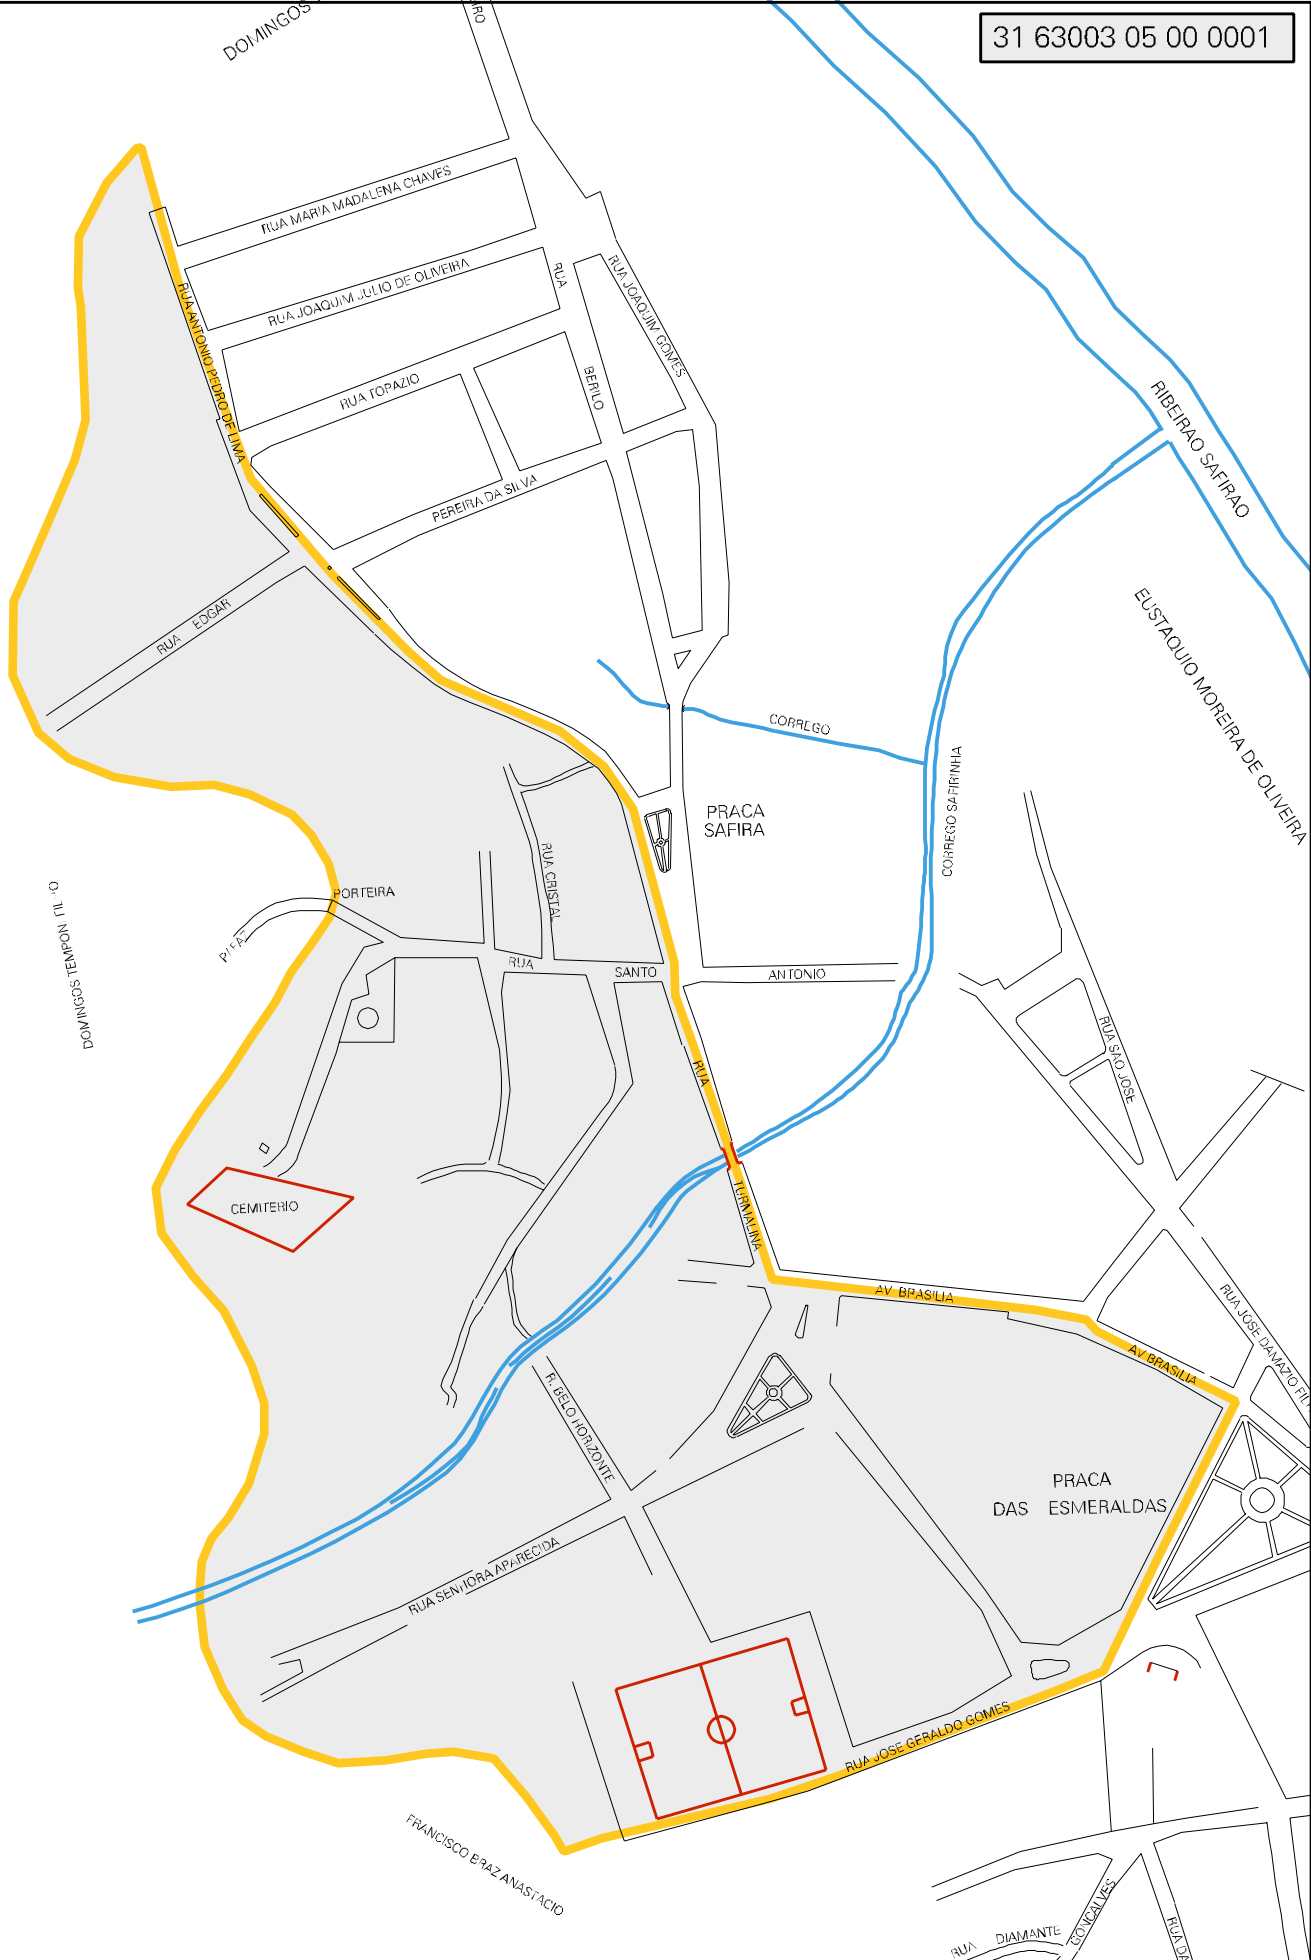 DOMINGOS
31 63003 05 00 0001
RUA MARIA MADALENA CHAVES
RUA JOAQUIM JULIO DE OLIVEIRA
RUA
RUA JOAQUIM GOMES
RUA ANTONIO PEDRO DE LIMA
RUA TOPAZIO
BERILO
RIBEIRAO SAFIRAO
PEREIRA DA SILVA
RUA EDGAR
EUSTAQUIO MOREIRA DE OLIVEIRA
CORREGO
CORREGO SAFIRINHA
PRACA
SAFIRA
RUA CRISTAL
PORTEIRA
DOMINGOS TEMPONI FILHO
RUA
SANTO
ANTONIO
RUA SAO JOSE
RUA
TURMALINA
CEMITERIO
AV BRASILIA
AV BRASILIA
RUA JOSE DAMAZIO
R. BELO HORIZONTE
PRACA
DAS ESMERALDAS
RUA SENHORA APARECIDA
RUA JOSE GERALDO GOMES
FRANCISCO BRAZ ANASTACIO
RUA DIAMANTE
GONCALVES
RUA